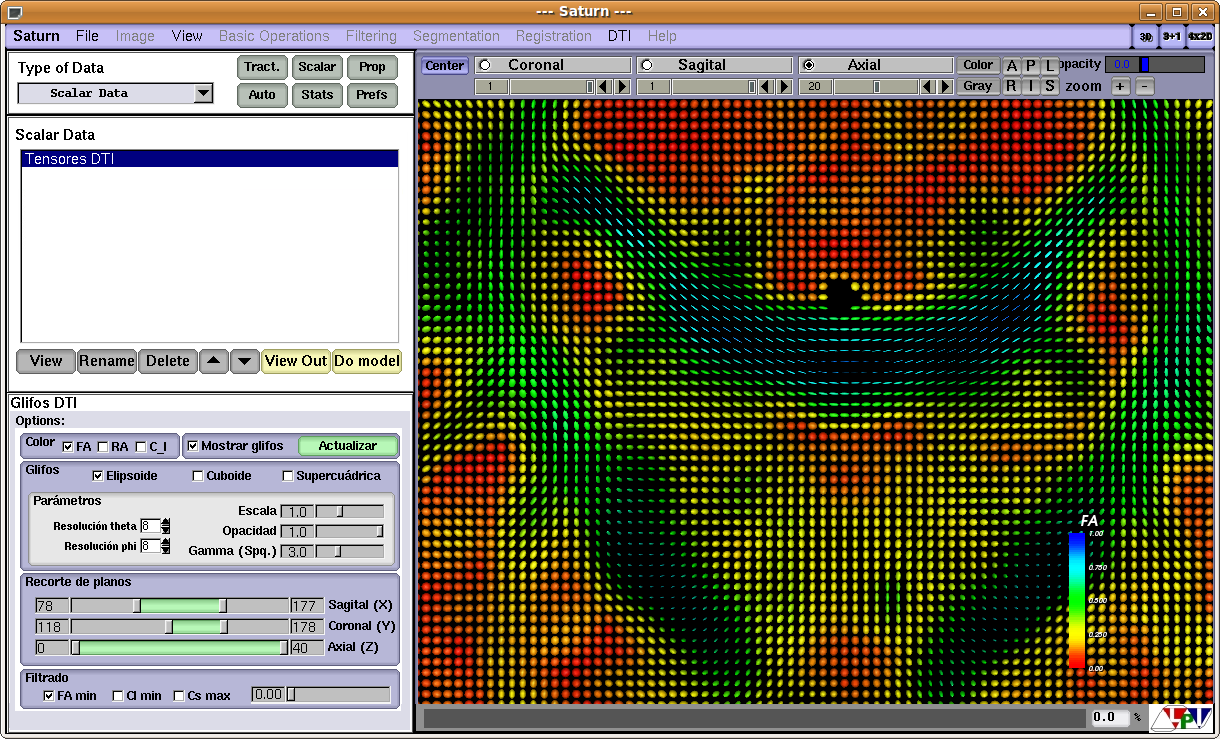 --- Saturn ---
Saturn File Image View Basic Operations Filtering Segmentation Registration DTI Help 3D 3+1 4x2D
Type of Data
Scalar Data
Tract. Scalar Prop
Auto Stats Prefs
Center Coronal Sagital Axial Color A P L opacity 0.0
1 1 20 Gray R I S zoom + -
Scalar Data
Tensores DTI
View Rename Delete View Out Do model
Glifos DTI
Options:
Color FA RA C_l Mostrar glifos Actualizar
Glifos Elipsoide Cuboide Supercuádrica
Parámetros
Resolución theta 8
Resolución phi 8
Escala 1.0
Opacidad 1.0
Gamma (Spq.) 3.0
Recorte de planos
78 177 Sagital (X)
118 178 Coronal (Y)
0 40 Axial (Z)
Filtrado
FA min Cl min Cs max 0.00
FA
1.00
0.750
0.500
0.250
0.00
0.0 %
LPI